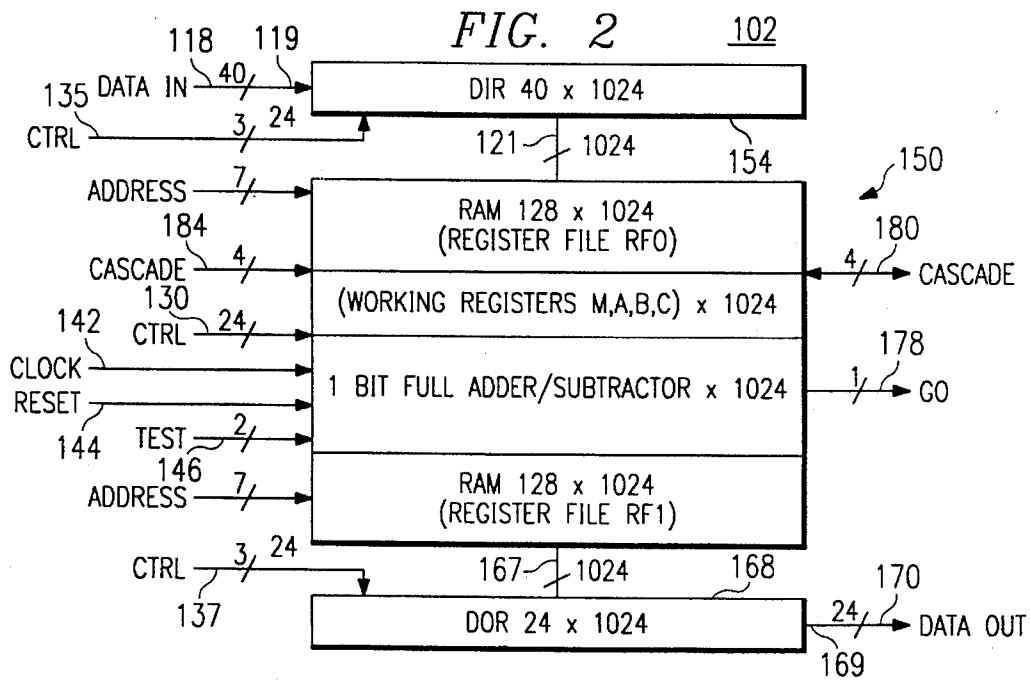 FIG. 2
102
118
119
DATA IN
40
DIR 40 x 1024
135
CTRL
3
24
121
1024
154
150
ADDRESS
7
RAM 128 x 1024
(REGISTER FILE RF0)
184
CASCADE
4
4
180
CASCADE
(WORKING REGISTERS M,A,B,C) x 1024
130
CTRL
24
142
CLOCK
1 BIT FULL ADDER/SUBTRACTOR x 1024
1
178
GO
RESET
144
TEST
2
146
ADDRESS
7
RAM 128 x 1024
(REGISTER FILE RF1)
CTRL
3
24
137
167
1024
168
DOR 24 x 1024
24
170
DATA OUT
169